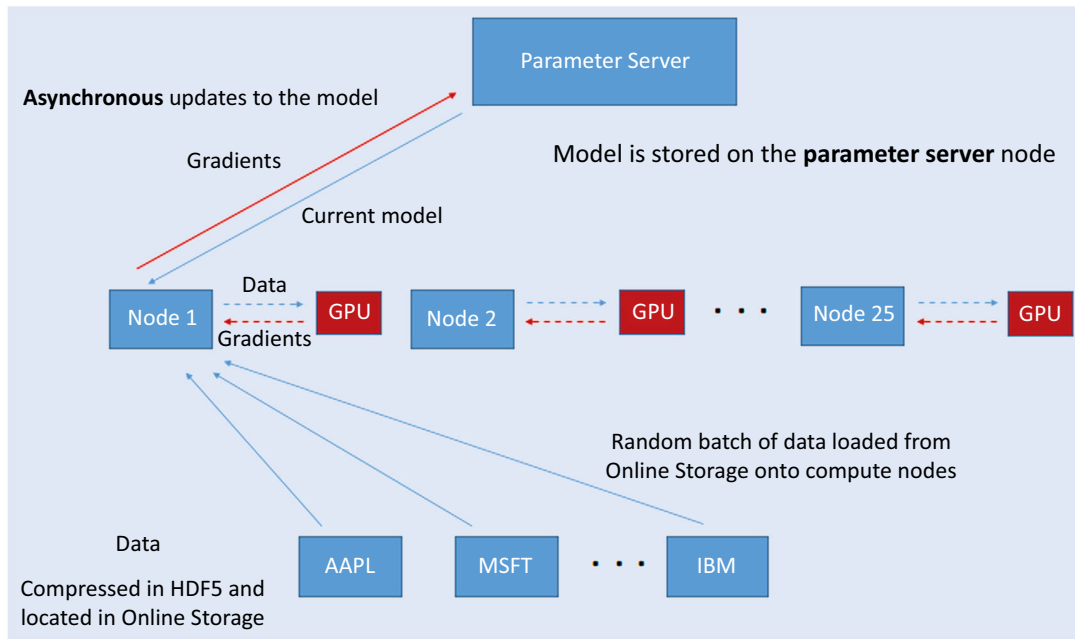 Parameter Server
Asynchronous updates to the model
Gradients
Model is stored on the parameter server node
Current model
Data
Node 1
GPU
Node 2
GPU
Node 25
GPU
Gradients
Random batch of data loaded from
Online Storage onto compute nodes
Data
AAPL
MSFT
IBM
Compressed in HDF5 and
located in Online Storage